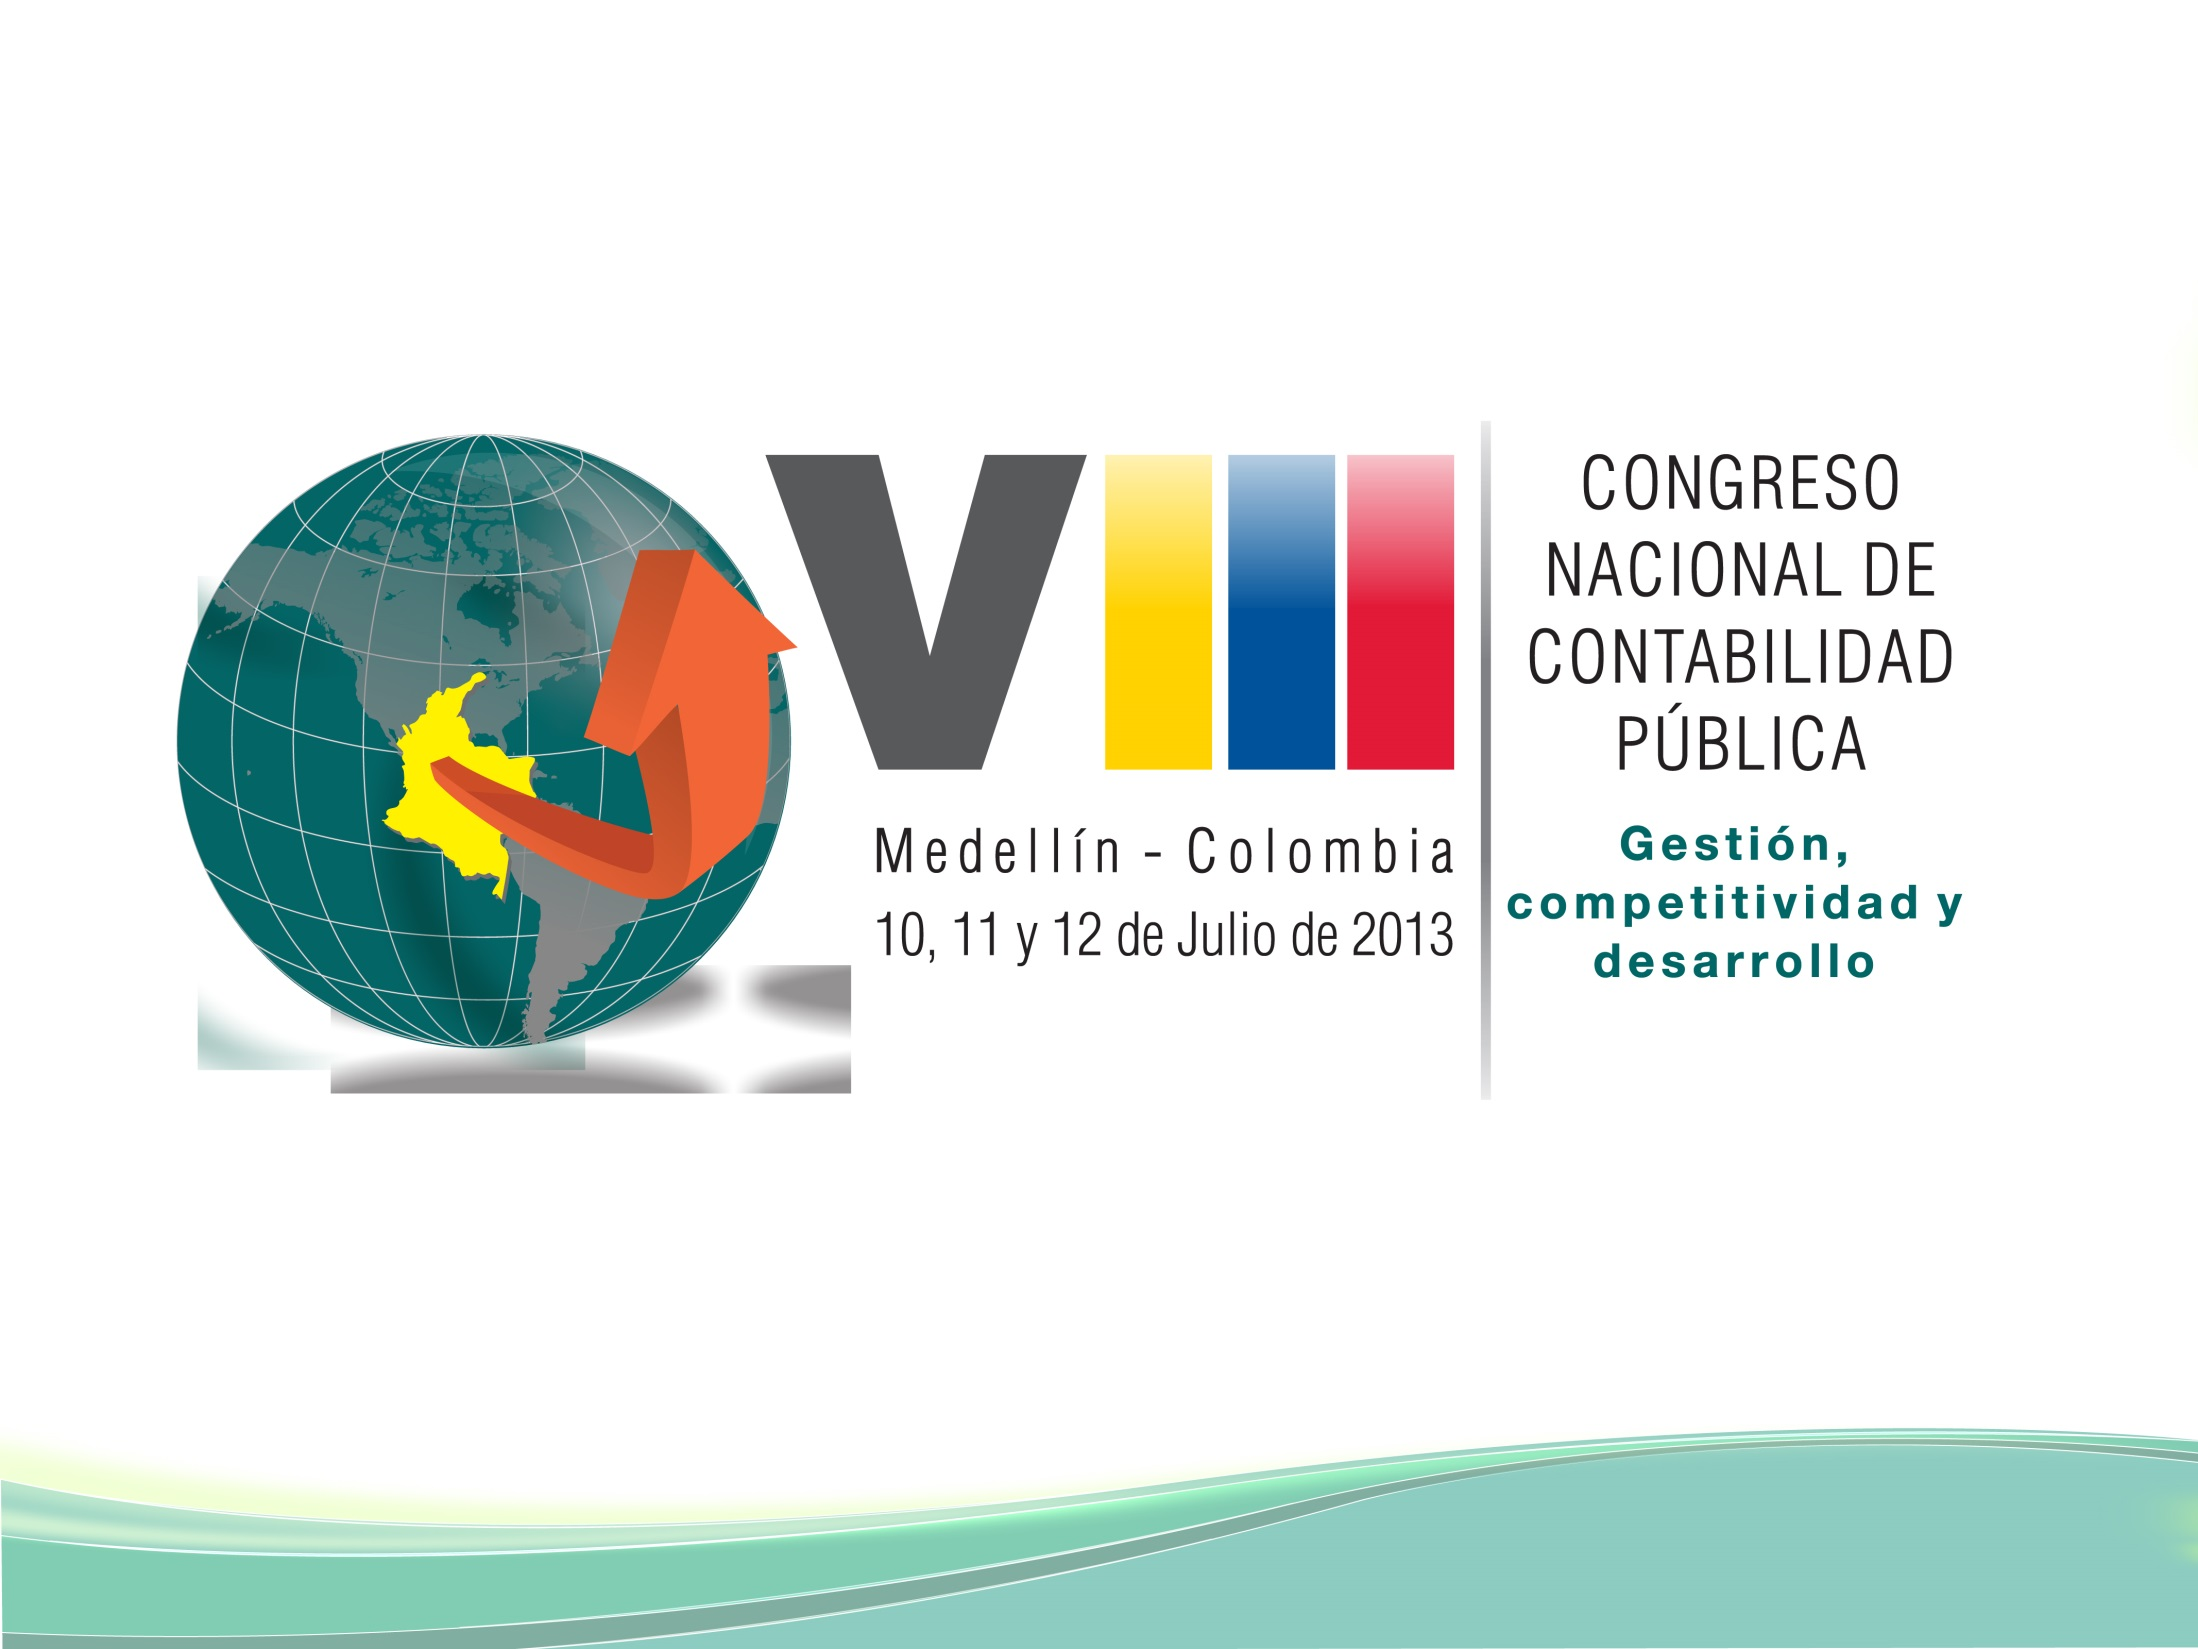 VIII
Medellín - Colombia
10, 11 y 12 de Julio de 2013
CONGRESO
NACIONAL DE
CONTABILIDAD
PÚBLICA
Gestión,
competitividad y
desarrollo